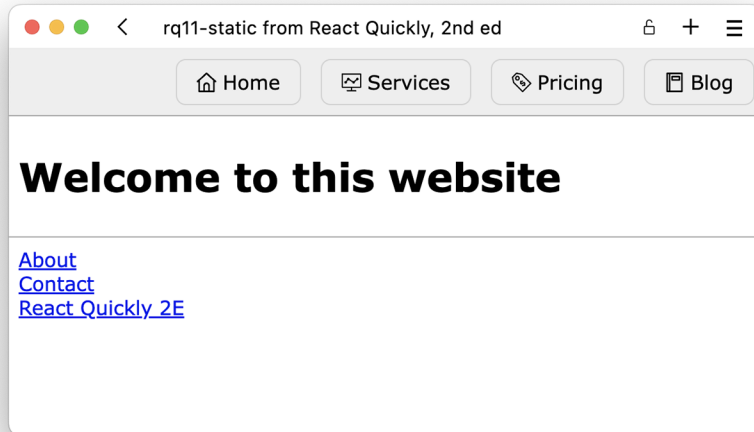 rq11-static from React Quickly, 2nd ed
Home Services Pricing Blog
Welcome to this website
About
Contact
React Quickly 2E